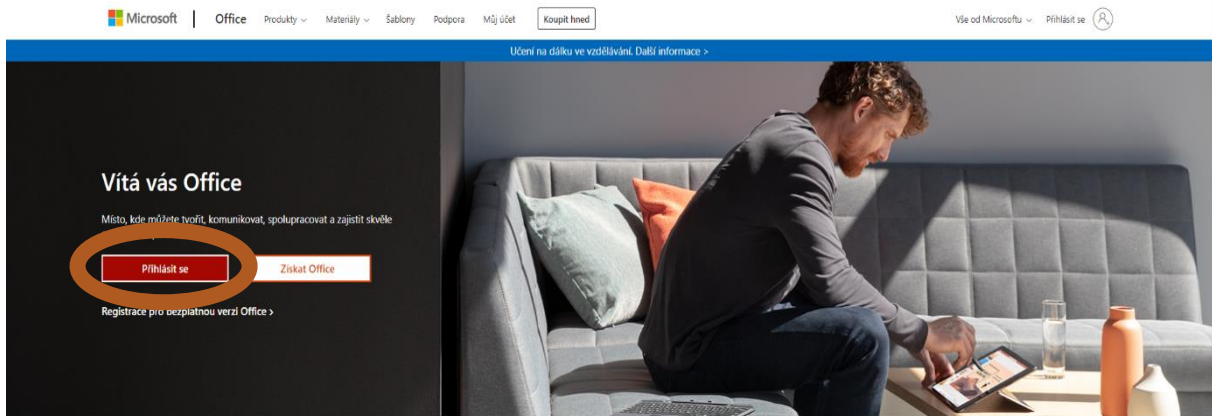 Microsoft | Office Produkty Materiály Šablony Podpora Můj účet Koupit hned Vše od Microsoftu Přihlásit se
Učení na dálku ve vzdělávání. Další informace >
Vítá vás Office
Místo, kde můžete tvořit, komunikovat, spolupracovat a zajistit skvěle
Přihlásit se Získat Office
Registrace pro bezplatnou verzi Office >